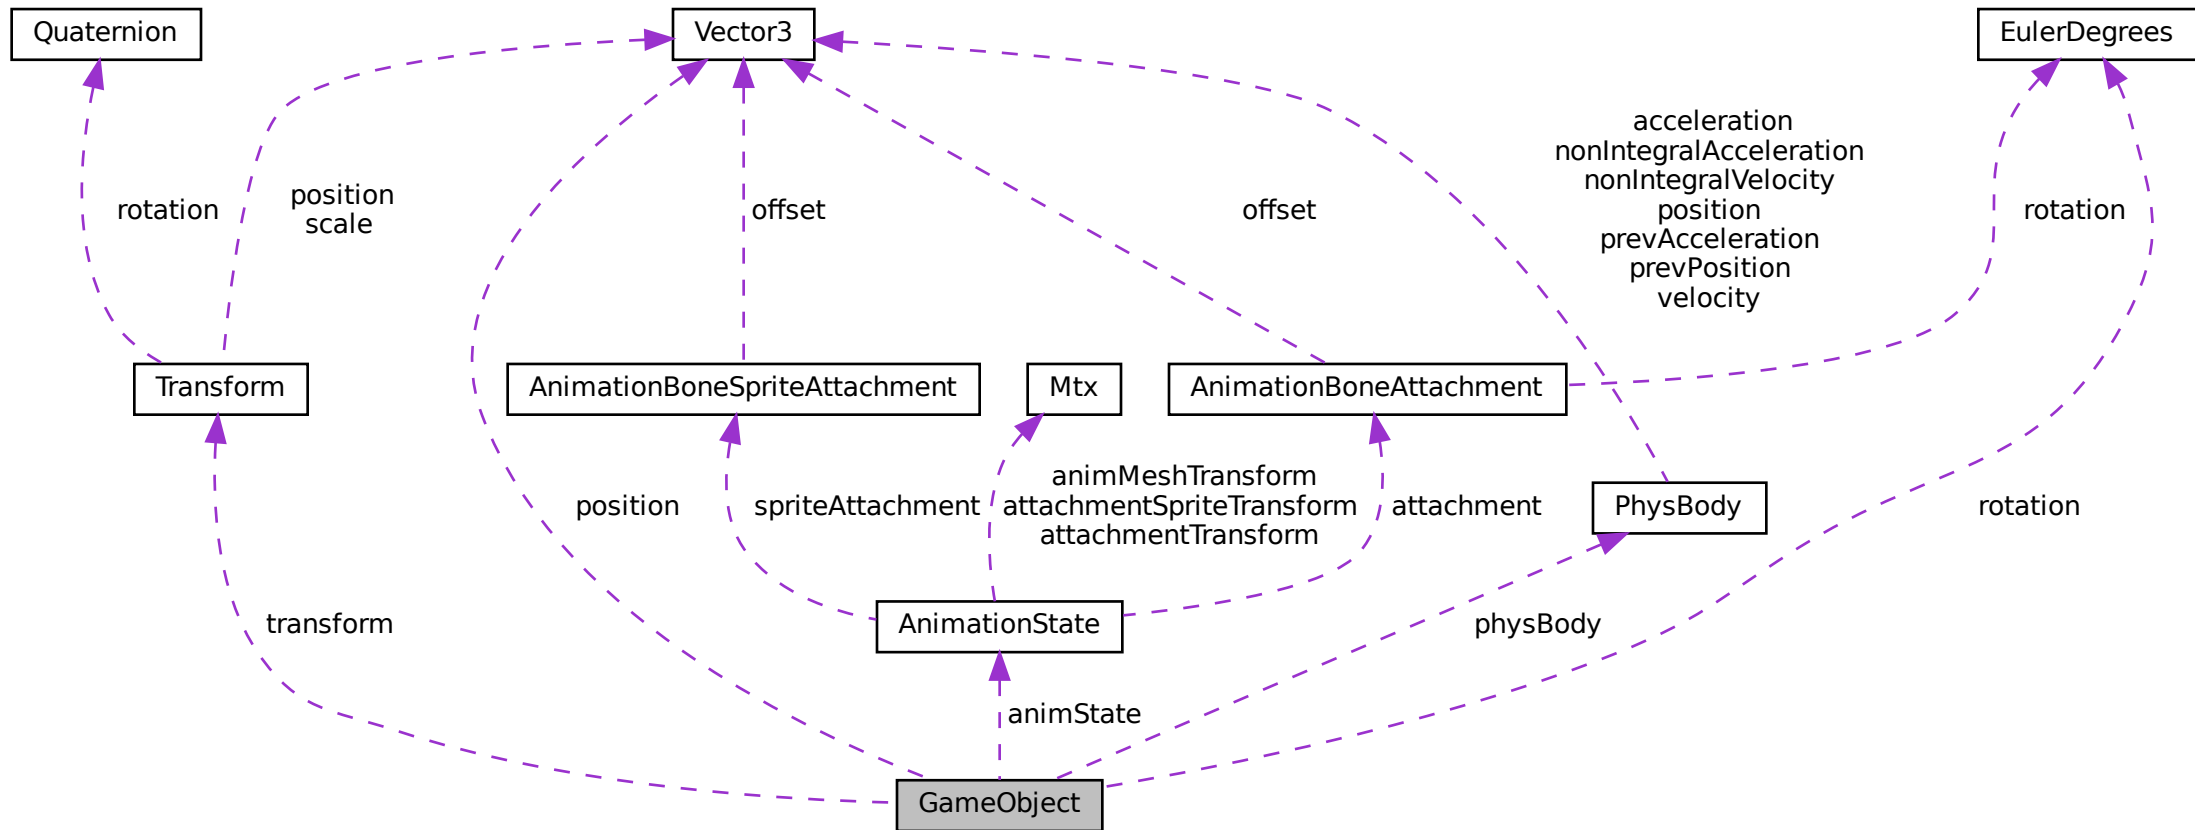 Quaternion
Vector3
EulerDegrees
acceleration
nonIntegralAcceleration
nonIntegralVelocity
position
prevAcceleration
prevPosition
velocity
rotation
position
scale
offset
offset
rotation
Transform
AnimationBoneSpriteAttachment
Mtx
AnimationBoneAttachment
position
spriteAttachment
animMeshTransform
attachmentSpriteTransform
attachmentTransform
attachment
PhysBody
rotation
transform
AnimationState
physBody
animState
GameObject